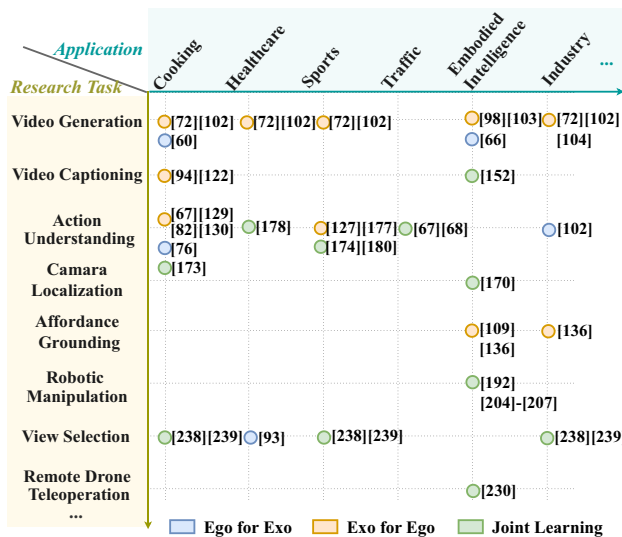 Application
Research Task
Cooking
Healthcare
Sports
Traffic
Embodied
Intelligence
Industry
...
Video Generation
[72][102]
[72][102]
[72][102]
[98][103]
[72][102]
[60]
[66]
[104]
Video Captioning
[94][122]
[152]
Action
Understanding
[67][129]
[82][130]
[76]
[178]
[127][177]
[174][180]
[67][68]
[102]
Camara
Localization
[173]
[170]
Affordance
Grounding
[109]
[136]
[136]
Robotic
Manipulation
[192]
[204]-[207]
View Selection
[238][239]
[93]
[238][239]
[238][239
Remote Drone
Teleoperation
[230]
...
Ego for Exo
Exo for Ego
Joint Learning